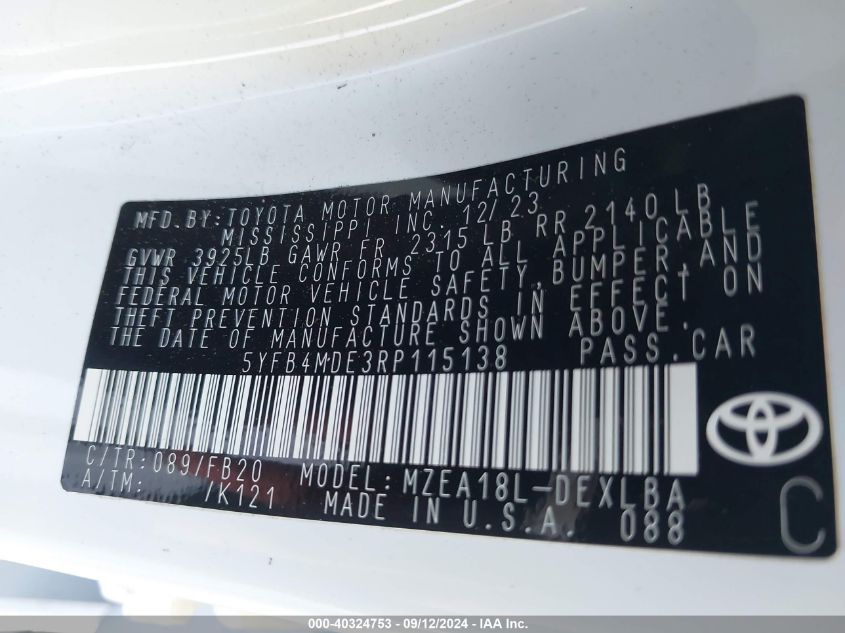 MFD.BY:TOYOTA MOTOR MANUFACTURING
MISSISSIPPI INC. 12/23
GVWR 3925LB GAWR FR 2315 LB RR 2140 LB
THIS VEHICLE CONFORMS TO ALL APPLICABLE
FEDERAL MOTOR VEHICLE SAFETY,BUMPER,AND
THEFT PREVENTION STANDARDS IN EFFECT ON
THE DATE OF MANUFACTURE SHOWN ABOVE.
5YFB4MDE3RP115138 PASS.CAR
C/TR:089/FB20 MODEL:MZEA18L-DEXLBA
A/TM: /K121 MADE IN U.S.A. 088
C
000-40324753 - 09/12/2024 - IAA Inc.